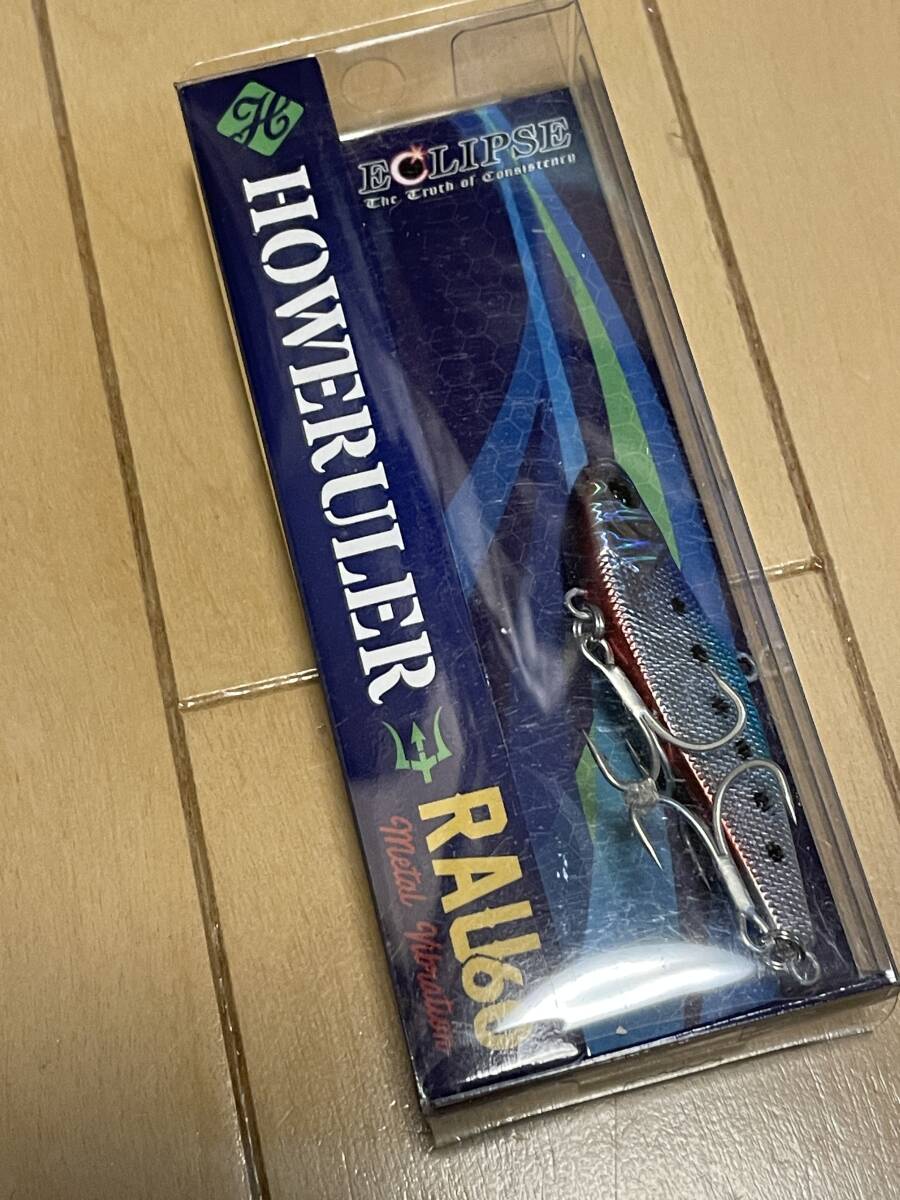 H
ECLIPSE
The Truth of Consistency
HOWERULER
RAU60
Metal Vibration